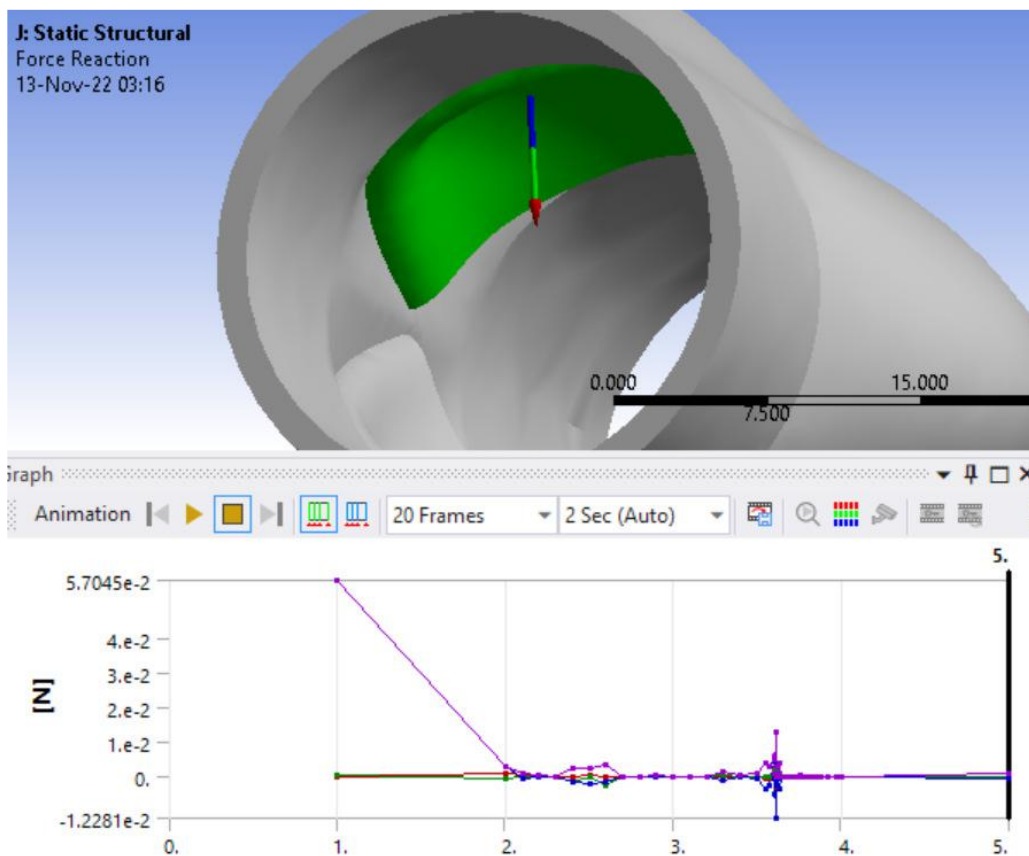 J: Static Structural
Force Reaction
13-Nov-22 03:16
0.000
15.000
7.500
Graph
Animation
20 Frames
2 Sec (Auto)
5.
5.7045e-2
4.e-2
3.e-2
2.e-2
1.e-2
0.
-1.2281e-2
[N]
0.
1.
2.
3.
4.
5.